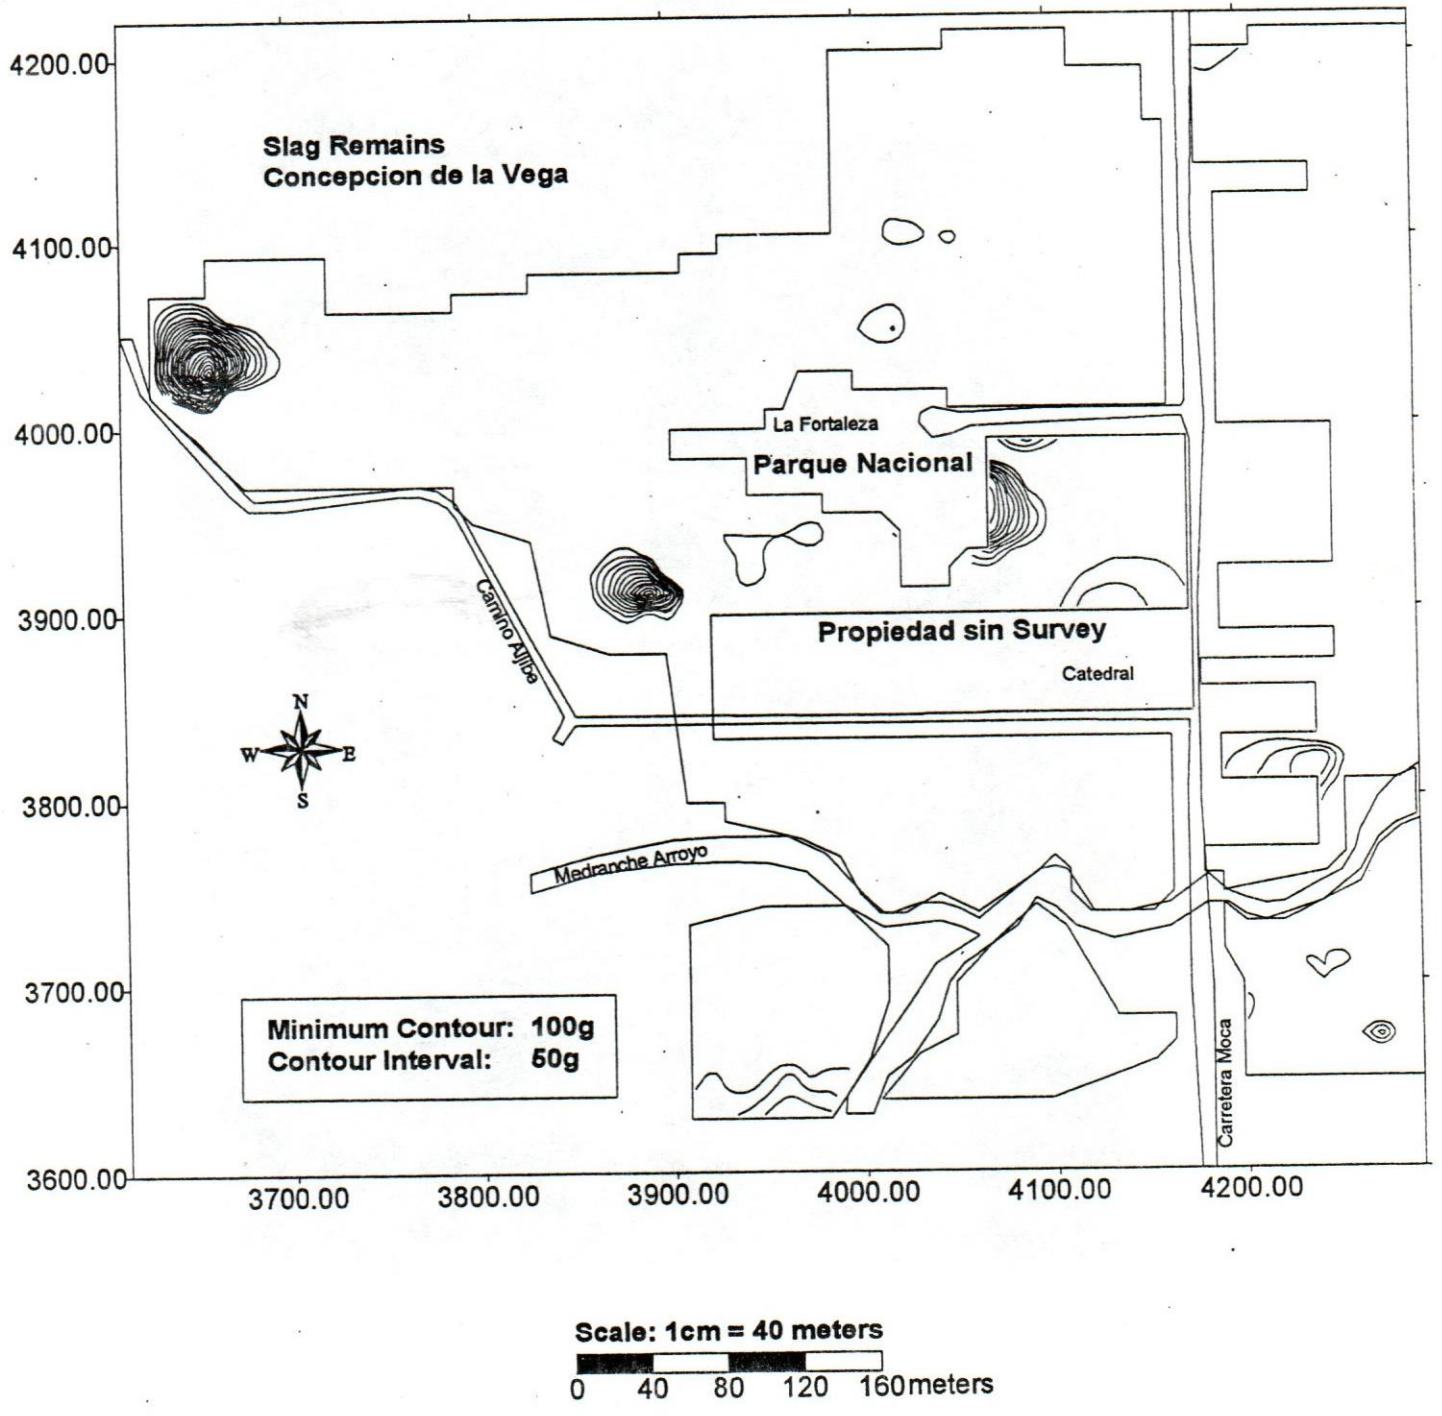 4200.00
Slag Remains
Concepcion de la Vega
4100.00
4000.00
La Fortaleza
Parque Nacional
3900.00
Camino Aljibe
Propiedad sin Survey
Catedral
N
W E
S
3800.00
Medranche Arroyo
3700.00
Minimum Contour: 100g
Contour Interval: 50g
Carretera Moca
3600.00
3700.00 3800.00 3900.00 4000.00 4100.00 4200.00
Scale: 1cm = 40 meters
0 40 80 120 160meters